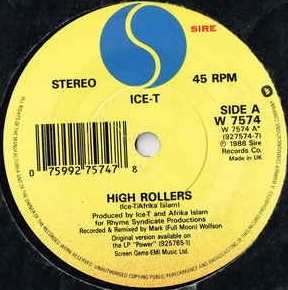 SIRE
STEREO
45 RPM
ICE-T
SIDE A
W 7574
W 7574 A*
(927574-7)
℗ 1988 Sire
Records Co.
Made in UK
0 75992 75747 8
HIGH ROLLERS
(Ice-T/Afrika Islam)
Produced by Ice-T and Afrika Islam
for Rhyme Syndicate Productions
Recorded & Remixed by Mark (Full Moon) Wolfson
Original version available on
the LP "Power" (925765-1)
Screen Gems-EMI Music Ltd.